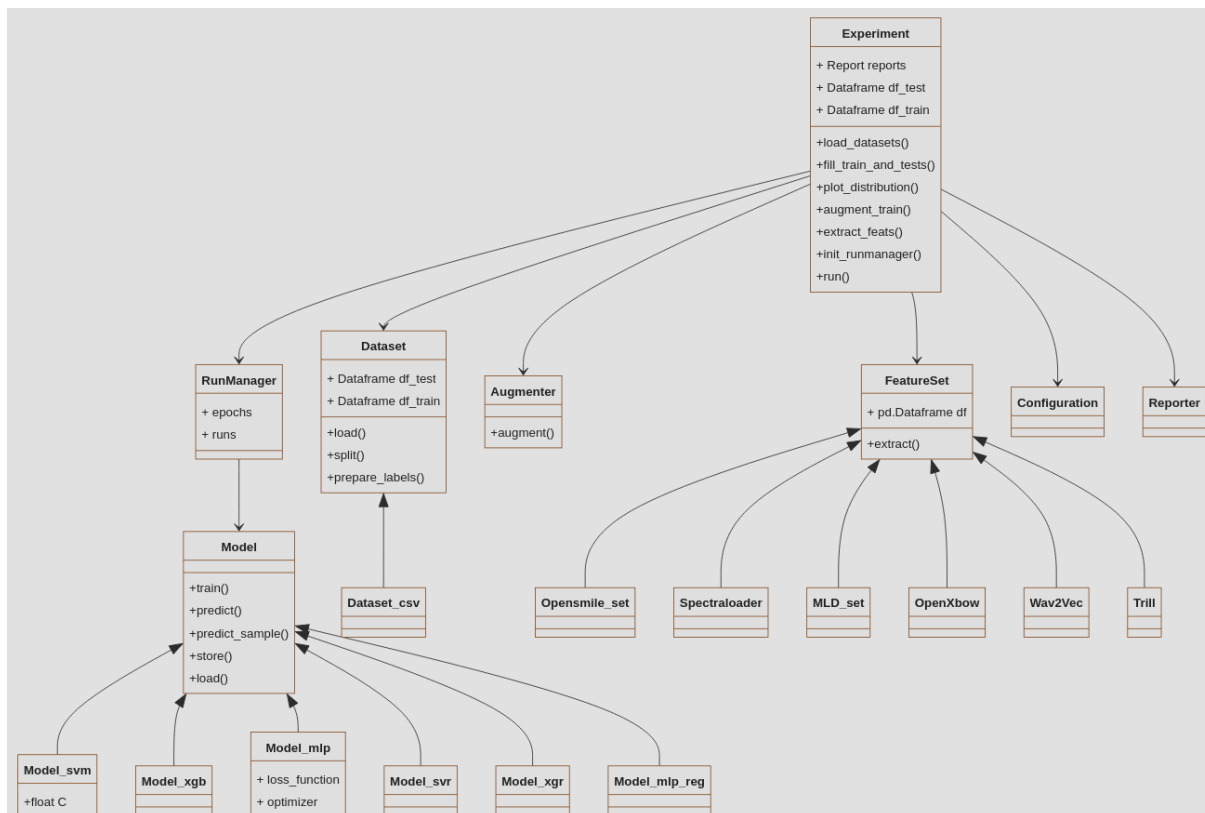 Experiment
+ Report reports
+ Dataframe df_test
+ Dataframe df_train
+load_datasets()
+fill_train_and_tests()
+plot_distribution()
+augment_train()
+extract_feats()
+init_runmanager()
+run()
RunManager
+ epochs
+ runs
Dataset
+ Dataframe df_test
+ Dataframe df_train
+load()
+split()
+prepare_labels()
Augmenter
+augment()
FeatureSet
+ pd.Dataframe df
+extract()
Configuration
Reporter
Model
+train()
+predict()
+predict_sample()
+store()
+load()
Dataset_csv
Opensmile_set
Spectraloader
MLD_set
OpenXbow
Wav2Vec
Trill
Model_svm
+float C
Model_xgb
Model_mlp
+ loss_function
+ optimizer
Model_svr
Model_xgr
Model_mlp_reg